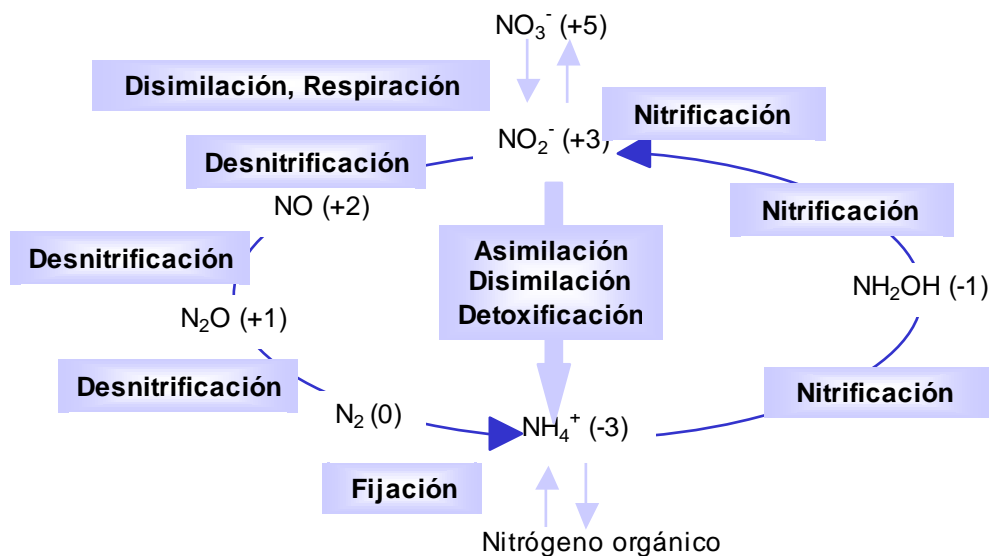 NO₃⁻ (+5)
Disimilación, Respiración
Nitrificación
NO₂⁻ (+3)
Desnitrificación
NO (+2)
Nitrificación
Desnitrificación
Asimilación
Disimilación
Detoxificación
NH₂OH (-1)
N₂O (+1)
Desnitrificación
Nitrificación
N₂ (0)
NH₄⁺ (-3)
Fijación
Nitrógeno orgánico